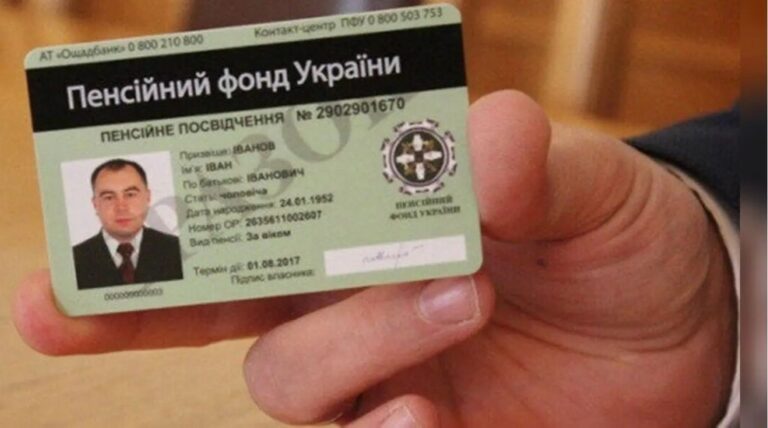 АТ «Ощадбанк» 0 800 210 800 Контакт-центр ПФУ 0 800 503 753
Пенсійний фонд України
ПЕНСІЙНЕ ПОСВІДЧЕННЯ № 2902901670
Прізвище: ІВАНОВ
Ім'я: ІВАН
По батькові: ІВАНОВИЧ
Стать: чоловіча
Дата народження: 24.01.1952
Номер ОР: 2635611002607
Вид пенсії: За віком
Термін дії: 01.08.2017
Підпис власника:
ПЕНСІЙНИЙ
ФОНД УКРАЇНИ